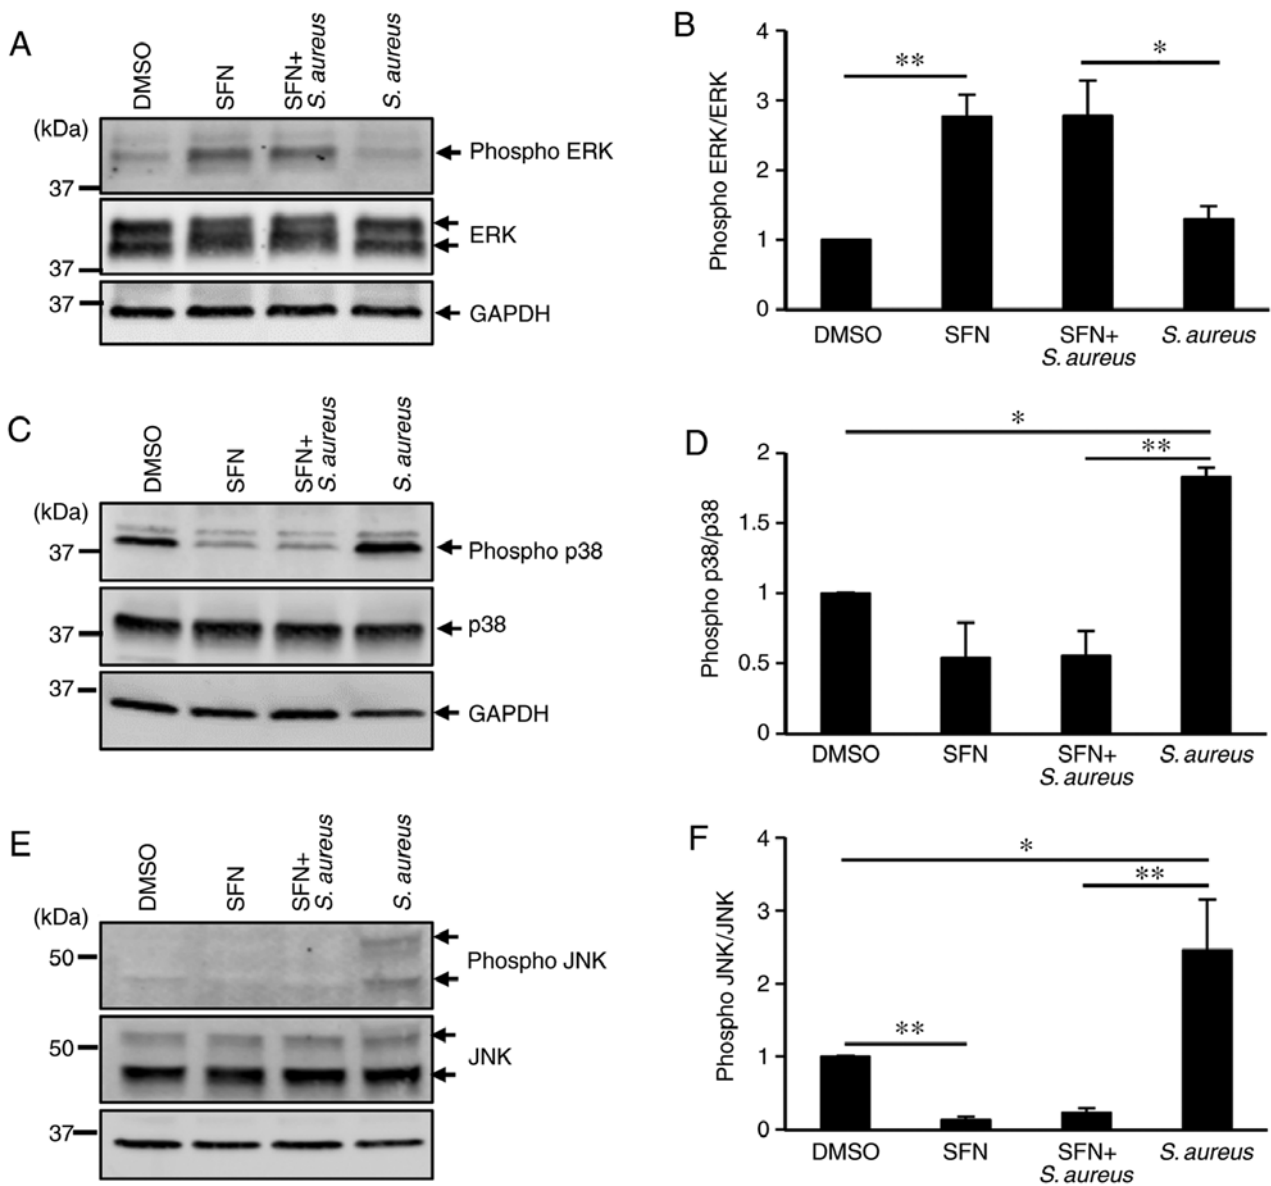 A
DMSO
SFN
SFN+
S. aureus
S. aureus
(kDa)
Phospho ERK
37
ERK
37
37
GAPDH
B
Phospho ERK/ERK
4
**
*
3
2
1
0
DMSO
SFN
SFN+
S. aureus
S. aureus
C
DMSO
SFN
SFN+
S. aureus
S. aureus
(kDa)
37
Phospho p38
p38
37
37
GAPDH
D
Phospho p38/p38
*
2
**
1.5
1
0.5
0
DMSO
SFN
SFN+
S. aureus
S. aureus
E
DMSO
SFN
SFN+
S. aureus
S. aureus
(kDa)
50
Phospho JNK
50
JNK
37
F
Phospho JNK/JNK
4
*
**
3
2
**
1
0
DMSO
SFN
SFN+
S. aureus
S. aureus